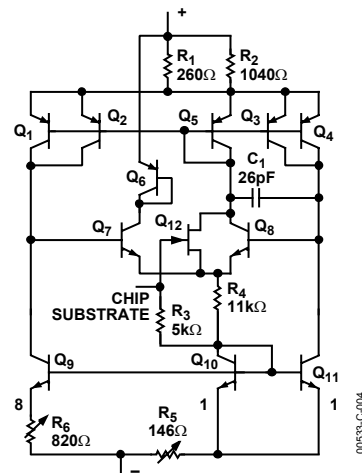 +
R1
260Ω
R2
1040Ω
Q1
Q2
Q5
Q3
Q4
C1
26pF
Q6
Q7
Q12
Q8
CHIP
SUBSTRATE
R4
11kΩ
R3
5kΩ
Q9
Q10
Q11
8
1
1
R6
820Ω
R5
146Ω
–
00533-C-004